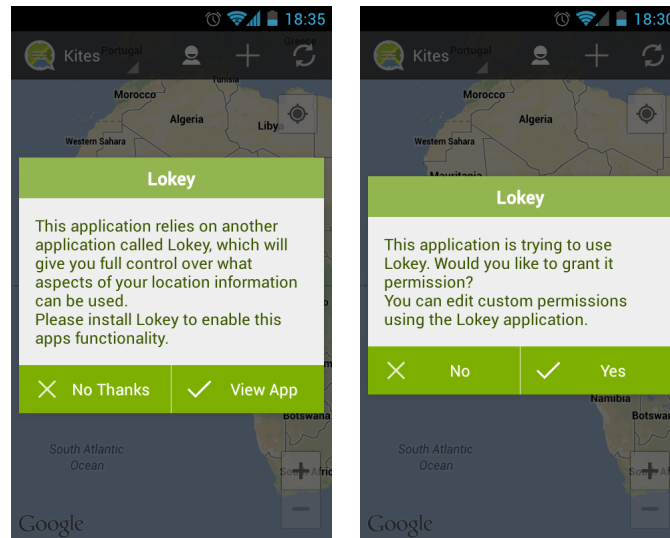 18:35
Kites
Portugal
Greece
Tunisia
Morocco
Algeria
Liby
Western Sahara
Lokey
This application relies on another
application called Lokey, which will
give you full control over what
aspects of your location information
can be used.
Please install Lokey to enable this
apps functionality.
No Thanks
View App
Botswana
South Atlantic
Ocean
South Afric
Google
18:30
Kites
Portugal
Morocco
Algeria
Western Sahara
Mauritania
Lokey
This application is trying to use
Lokey. Would you like to grant it
permission?
You can edit custom permissions
using the Lokey application.
No
Yes
Namibia
Botswa
South Atlantic
Ocean
Google